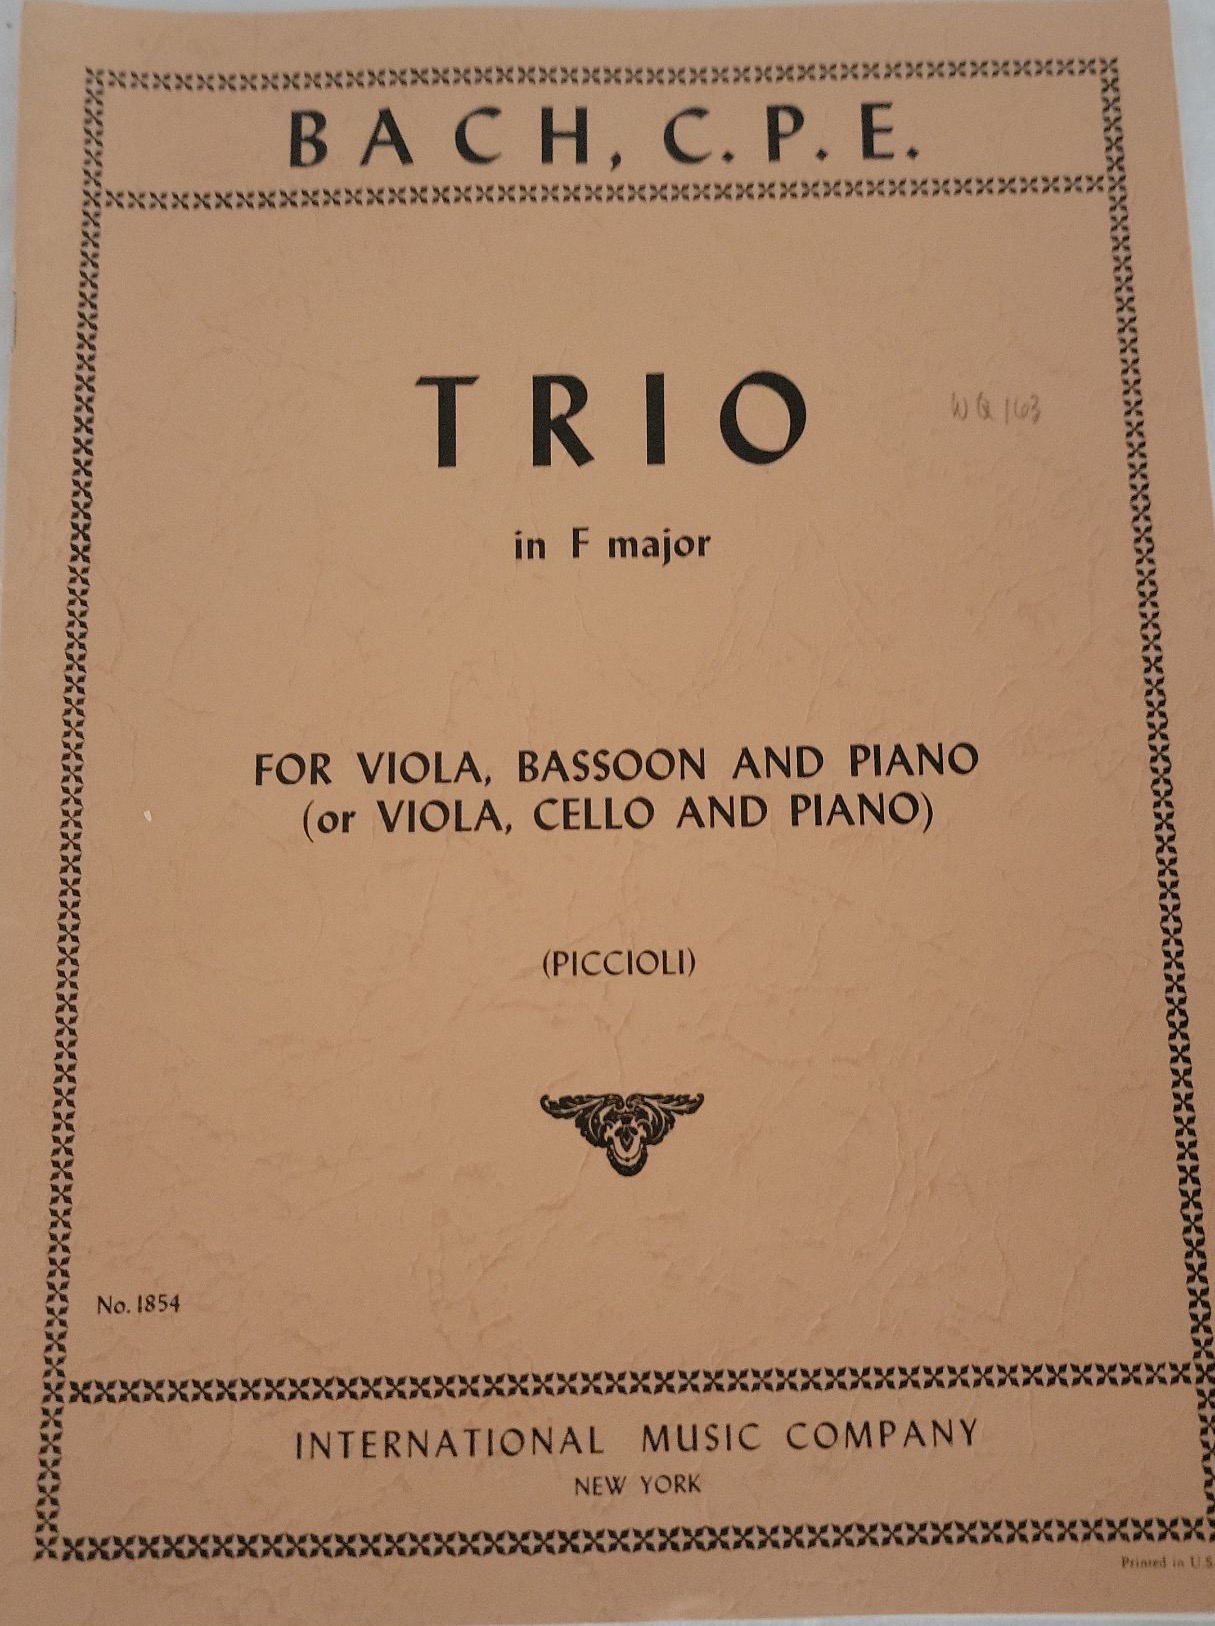 BACH, C. P. E.
TRIO
WQ 163
in F major
FOR VIOLA, BASSOON AND PIANO
(or VIOLA, CELLO AND PIANO)
(PICCIOLI)
No. 1854
INTERNATIONAL MUSIC COMPANY
NEW YORK
Printed in U.S